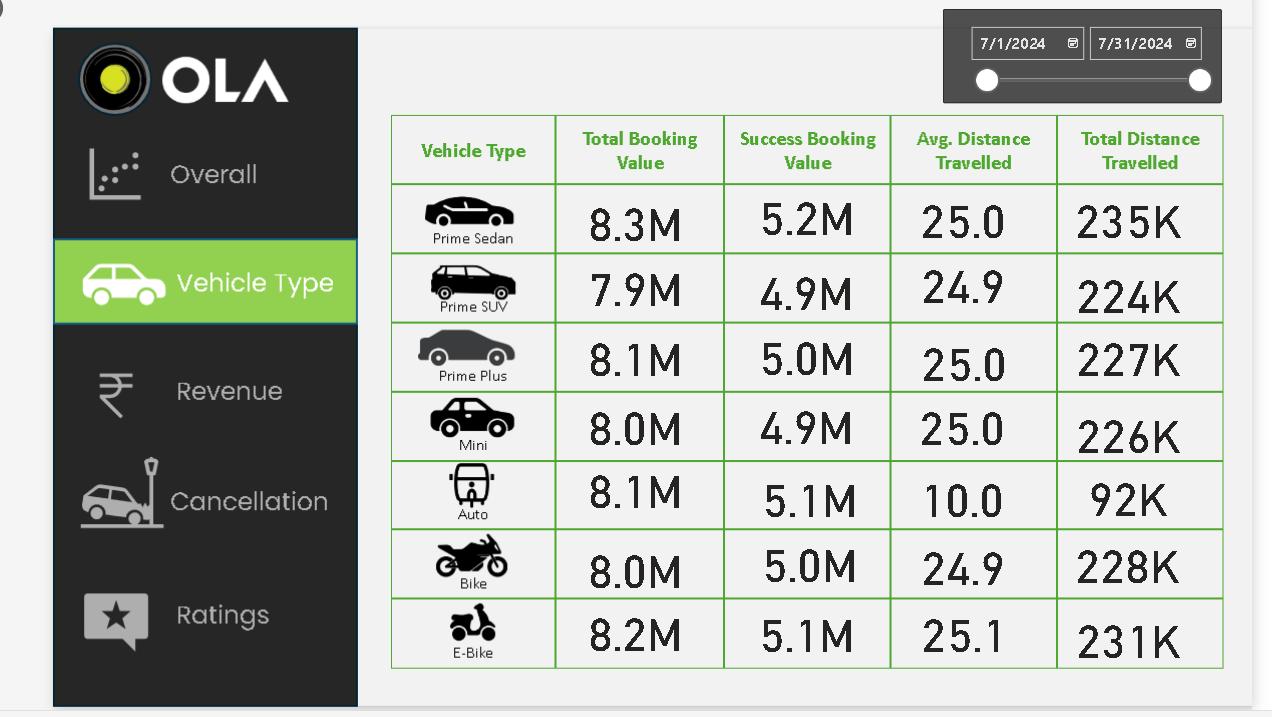 7/1/2024 7/31/2024
OLA
Overall
Vehicle Type
₹ Revenue
Cancellation
Ratings
Vehicle Type Total Booking Value Success Booking Value Avg. Distance Travelled Total Distance Travelled
Prime Sedan 8.3M 5.2M 25.0 235K
Prime SUV 7.9M 4.9M 24.9 224K
Prime Plus 8.1M 5.0M 25.0 227K
Mini 8.0M 4.9M 25.0 226K
Auto 8.1M 5.1M 10.0 92K
Bike 8.0M 5.0M 24.9 228K
E-Bike 8.2M 5.1M 25.1 231K